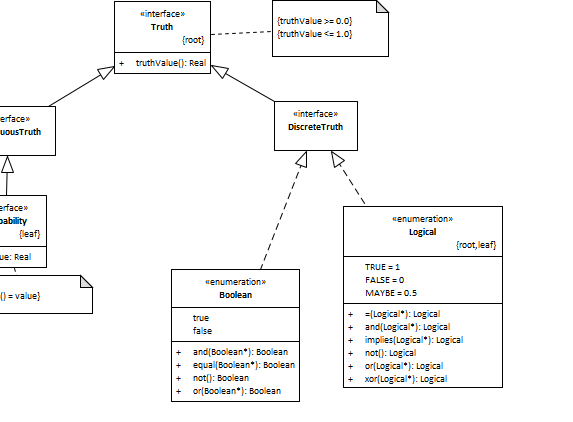 «interface»
Truth
{root}
+ truthValue(): Real
{truthValue >= 0.0}
{truthValue <= 1.0}
erface»
uousTruth
«interface»
DiscreteTruth
rface»
pability
{leaf}
ue: Real
() = value}
«enumeration»
Boolean
true
false
+ and(Boolean*): Boolean
+ equal(Boolean*): Boolean
+ not(): Boolean
+ or(Boolean*): Boolean
«enumeration»
Logical
{root,leaf}
TRUE = 1
FALSE = 0
MAYBE = 0.5
+ =(Logical*): Logical
+ and(Logical*): Logical
+ implies(Logical*): Logical
+ not(): Logical
+ or(Logical*): Logical
+ xor(Logical*): Logical